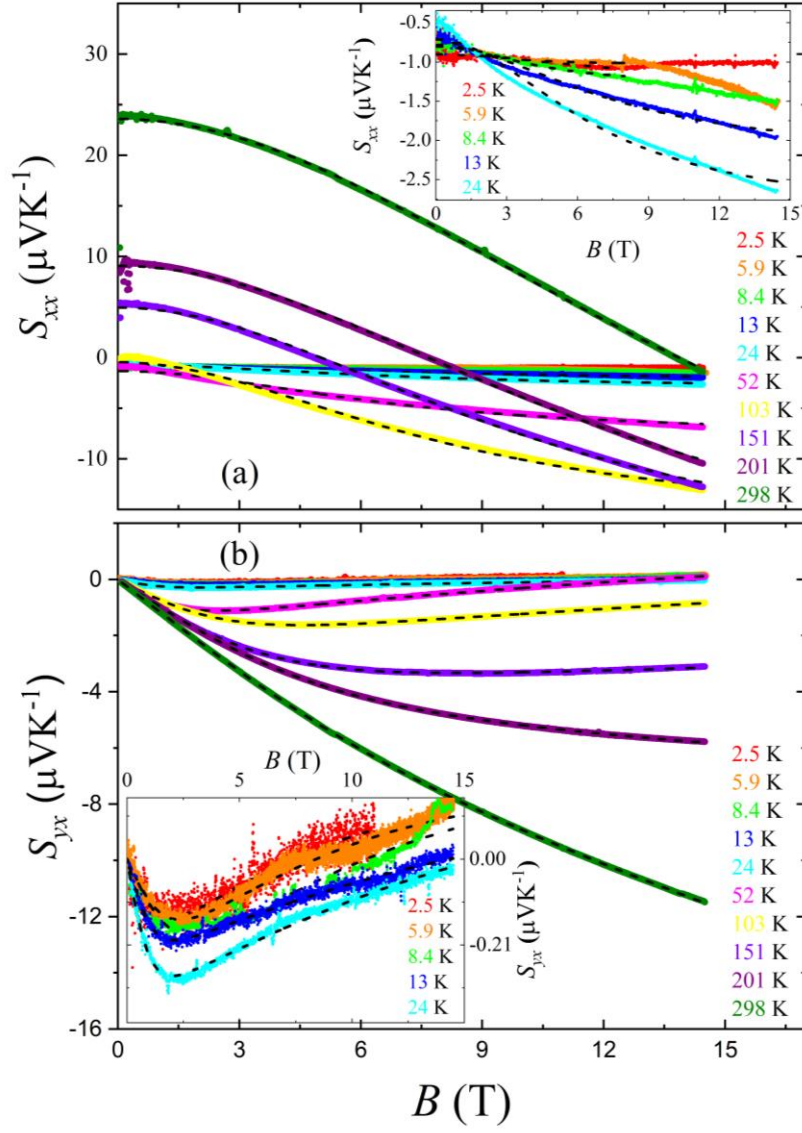 30
20
10
0
-10
S_xx (μVK⁻¹)
(a)
-0.5
-1.0
-1.5
-2.0
-2.5
S_xx (μVK⁻¹)
2.5 K
5.9 K
8.4 K
13 K
24 K
0 3 6 9 12 15
B (T)
2.5 K
5.9 K
8.4 K
13 K
24 K
52 K
103 K
151 K
201 K
298 K
(b)
0
-4
-8
-12
-16
S_yx (μVK⁻¹)
B (T)
0 5 10 15
0.00
-0.21
S_yx (μVK⁻¹)
2.5 K
5.9 K
8.4 K
13 K
24 K
2.5 K
5.9 K
8.4 K
13 K
24 K
52 K
103 K
151 K
201 K
298 K
0 3 6 9 12 15
B (T)